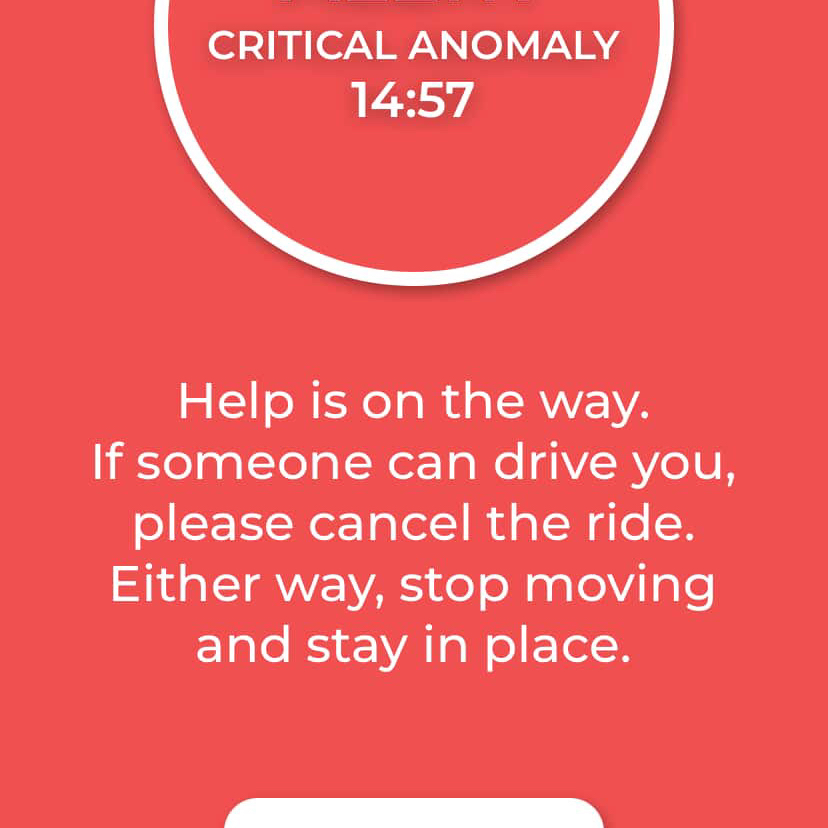 CRITICAL ANOMALY
14:57
Help is on the way.
If someone can drive you,
please cancel the ride.
Either way, stop moving
and stay in place.